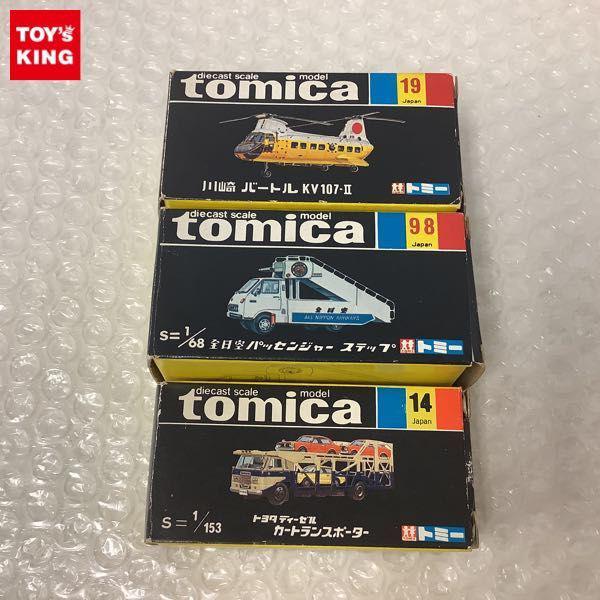 TOY'S
KING
diecast scale model
tomica
19
Japan
川崎 バートル KV107-II
トミー
diecast scale model
tomica
98
Japan
全日空
ALL NIPPON AIRWAYS
S=1/68 全日空パッセンジャー ステップ
トミー
diecast scale model
tomica
14
Japan
トヨタ ディーゼル
S=1/153 カートランスポーター
トミー